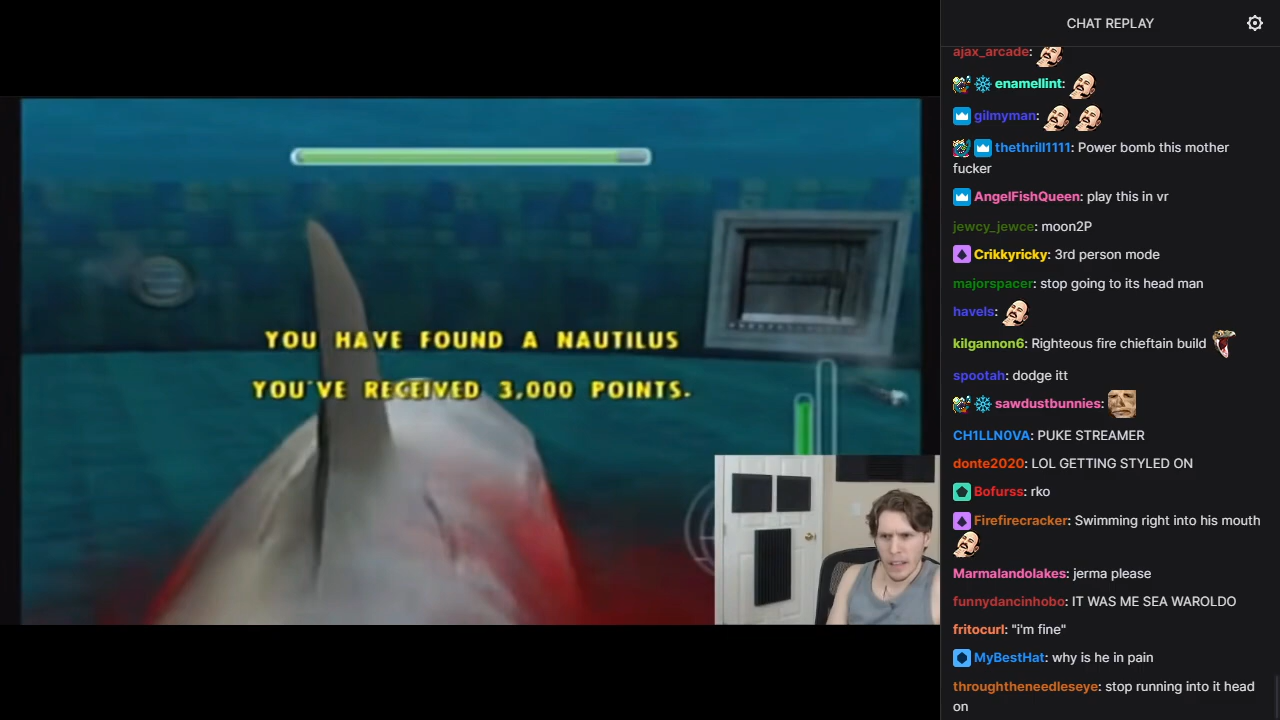 CHAT REPLAY
ajax_arcade:
enamellint:
gilmyman:
thethrill1111: Power bomb this mother
fucker
AngelFishQueen: play this in vr
jewcy_jewce: moon2P
Crikkyricky: 3rd person mode
majorspacer: stop going to its head man
havels:
kilgannon6: Righteous fire chieftain build
spootah: dodge itt
sawdustbunnies:
CH1LLN0VA: PUKE STREAMER
donte2020: LOL GETTING STYLED ON
Bofurss: rko
Firefirecracker: Swimming right into his mouth
Marmalandolakes: jerma please
funnydancinhobo: IT WAS ME SEA WAROLDO
fritocurl: "i'm fine"
MyBestHat: why is he in pain
throughtheneedleseye: stop running into it head
on
YOU HAVE FOUND A NAUTILUS
YOU'VE RECEIVED 3,000 POINTS.